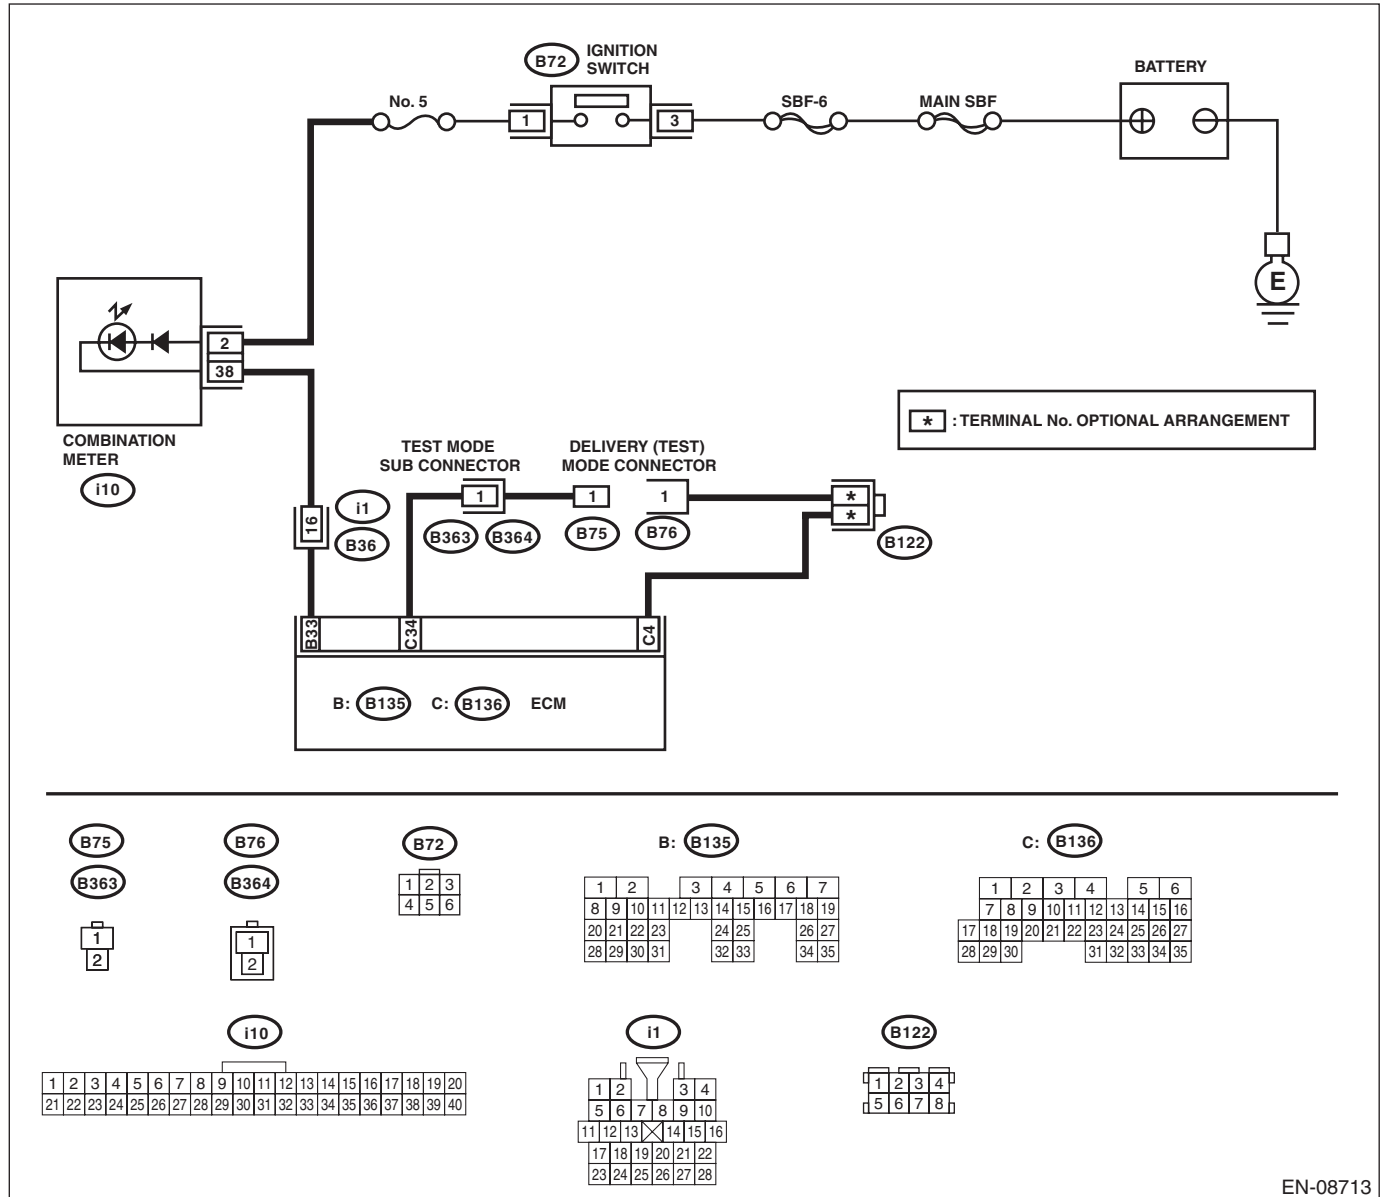 B72 IGNITION
SWITCH
BATTERY
No. 5
SBF-6
MAIN SBF
1
3
E
2
38
COMBINATION
METER
i10
* : TERMINAL No. OPTIONAL ARRANGEMENT
TEST MODE
SUB CONNECTOR
DELIVERY (TEST)
MODE CONNECTOR
1
1
1
*
*
16
i1
B36
B363
B364
B75
B76
B122
B33
C34
C4
B: B135 C: B136 ECM
B75
B363
1
2
B76
B364
1
2
B72
1 2 3
4 5 6
B: B135
1 2 3 4 5 6 7
8 9 10 11 12 13 14 15 16 17 18 19
20 21 22 23 24 25 26 27
28 29 30 31 32 33 34 35
C: B136
1 2 3 4 5 6
7 8 9 10 11 12 13 14 15 16
17 18 19 20 21 22 23 24 25 26 27
28 29 30 31 32 33 34 35
i10
1 2 3 4 5 6 7 8 9 10 11 12 13 14 15 16 17 18 19 20
21 22 23 24 25 26 27 28 29 30 31 32 33 34 35 36 37 38 39 40
i1
1 2 3 4
5 6 7 8 9 10
11 12 13 14 15 16
17 18 19 20 21 22
23 24 25 26 27 28
B122
1 2 3 4
5 6 7 8
EN-08713